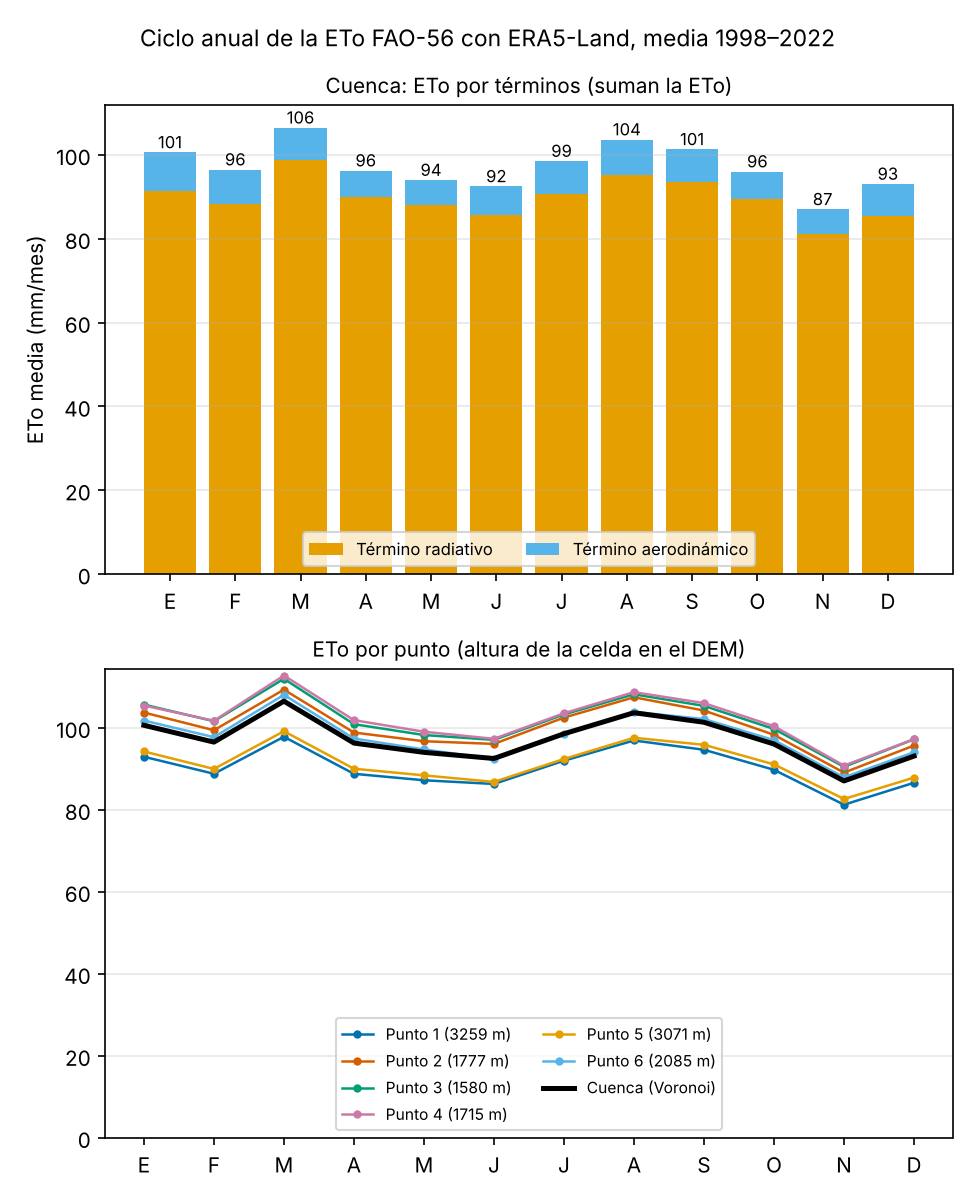 Ciclo anual de la ETo FAO-56 con ERA5-Land, media 1998–2022
Cuenca: ETo por términos (suman la ETo)
ETo media (mm/mes)
100
80
60
40
20
0
101
96
106
96
94
92
99
104
101
96
87
93
Término radiativo
Término aerodinámico
E F M A M J J A S O N D
ETo por punto (altura de la celda en el DEM)
100
80
60
40
20
0
Punto 1 (3259 m)
Punto 2 (1777 m)
Punto 3 (1580 m)
Punto 4 (1715 m)
Punto 5 (3071 m)
Punto 6 (2085 m)
Cuenca (Voronoi)
E F M A M J J A S O N D